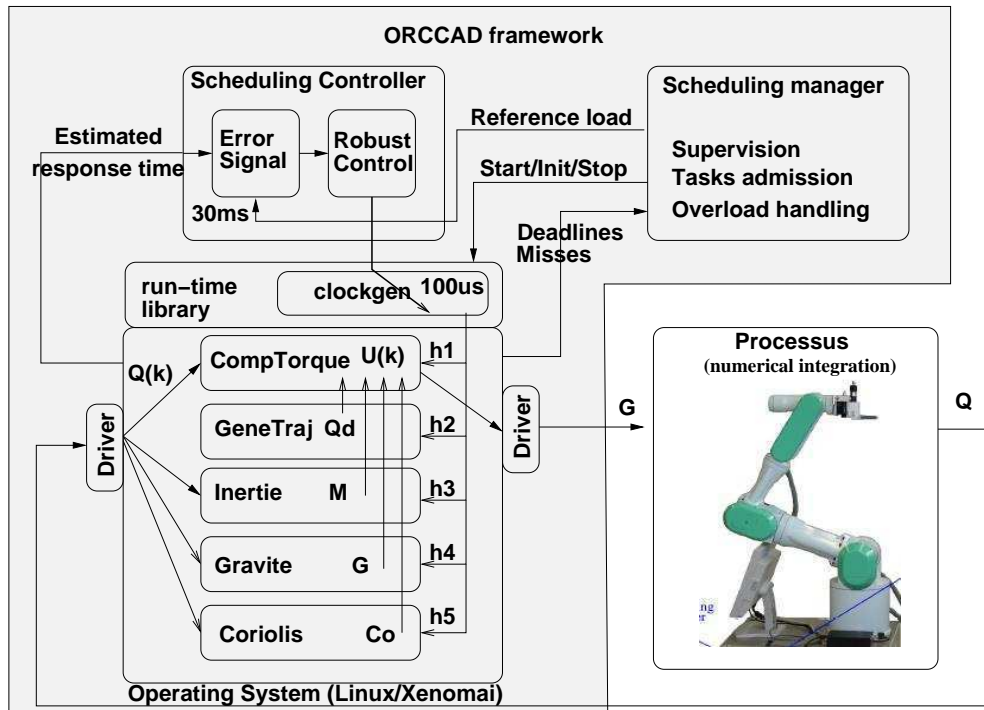 ORCCAD framework
Scheduling Controller
Scheduling manager
Estimated
response time
Error
Signal
Robust
Control
Reference load
Supervision
Tasks admission
Overload handling
Start/Init/Stop
30ms
Deadlines
Misses
run-time
library
clockgen
100us
Processus
(numerical integration)
Q(k)
CompTorque U(k)
h1
GeneTraj Qd
h2
Driver
Driver
G
Q
Inertie M
h3
Gravite G
h4
Coriolis Co
h5
Operating System (Linux/Xenomai)